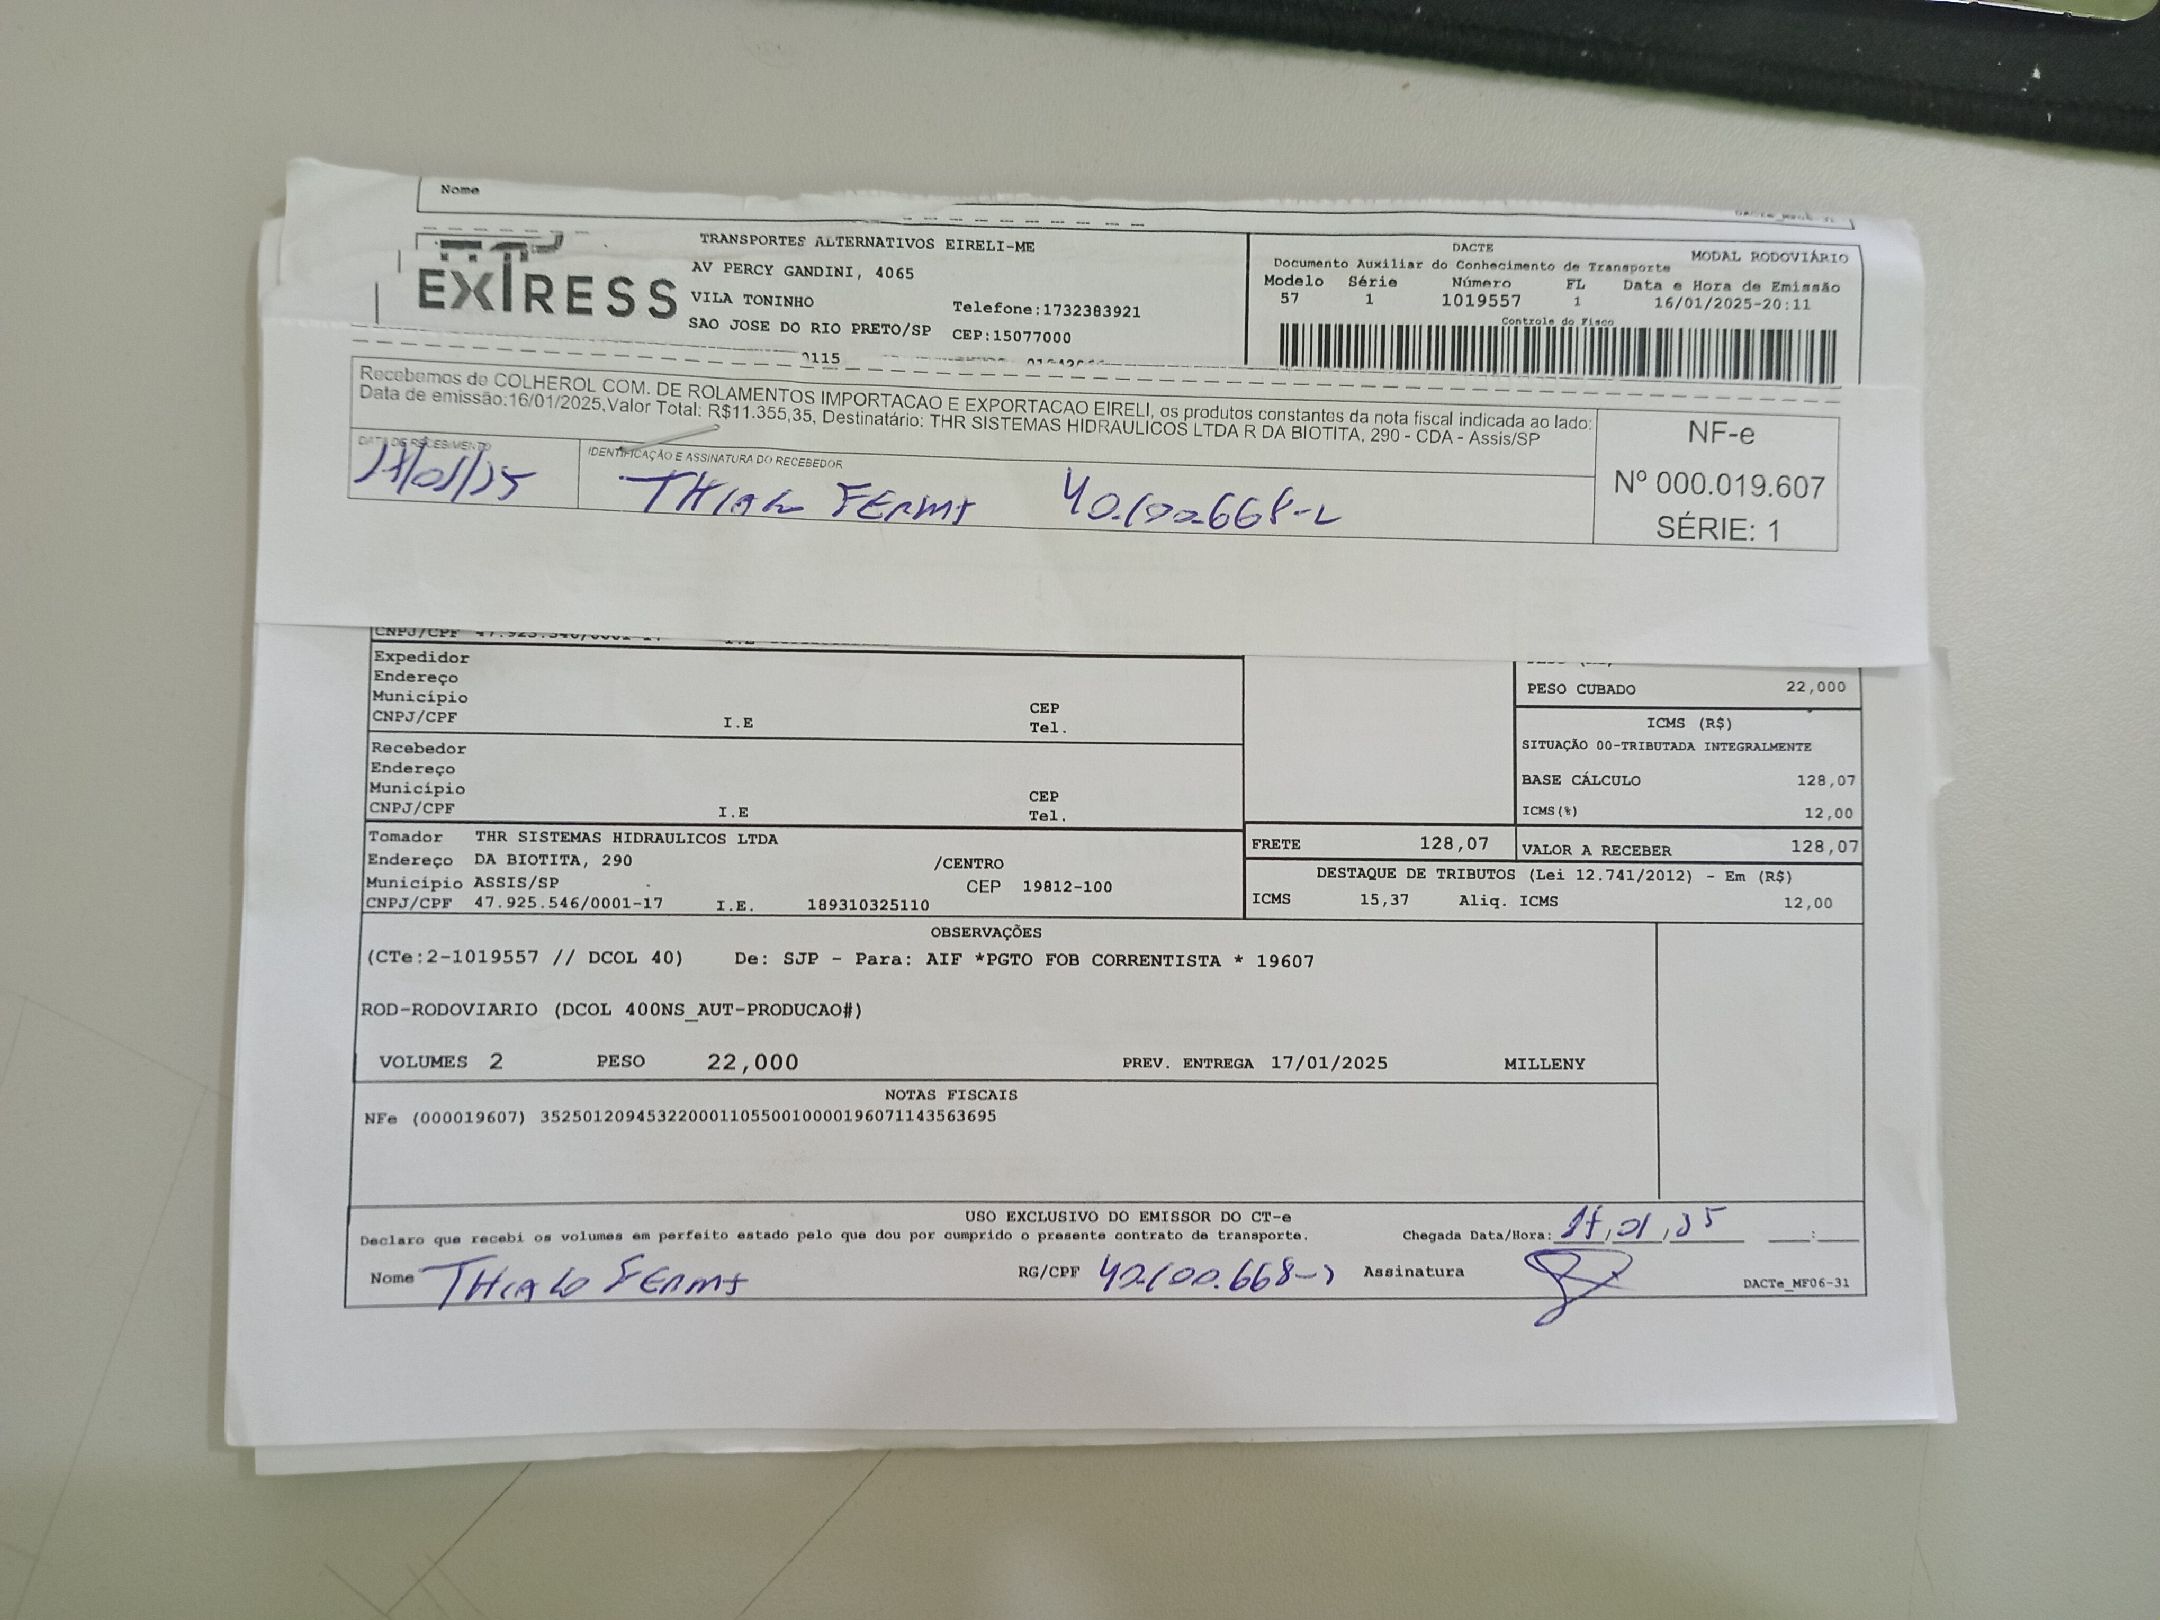 Nome
EXTRESS
TRANSPORTES ALTERNATIVOS EIRELI-ME
AV PERCY GANDINI, 4065
VILA TONINHO Telefone:1732383921
SAO JOSE DO RIO PRETO/SP CEP:15077000
DACTE MODAL RODOVIÁRIO
Documento Auxiliar do Conhecimento de Transporte
Modelo Série Número FL Data e Hora de Emissão
57 1 1019557 1 16/01/2025-20:11
Controle do Fisco
Recebemos de COLHEROL COM. DE ROLAMENTOS IMPORTACAO E EXPORTACAO EIRELI, os produtos constantes da nota fiscal indicada ao lado:
Data de emissão:16/01/2025,Valor Total: R$11.355,35, Destinatário: THR SISTEMAS HIDRAULICOS LTDA R DA BIOTITA, 290 - CDA - Assis/SP
DATA DE RECEBIMENTO IDENTIFICAÇÃO E ASSINATURA DO RECEBEDOR
NF-e
Nº 000.019.607
SÉRIE: 1
CNPJ/CPF 47.925.546/0001-17
Expedidor
Endereço
Município CEP
CNPJ/CPF I.E Tel.
Recebedor
Endereço
Município CEP
CNPJ/CPF I.E Tel.
PESO CUBADO 22,000
ICMS (R$)
SITUAÇÃO 00-TRIBUTADA INTEGRALMENTE
BASE CÁLCULO 128,07
ICMS(%) 12,00
Tomador THR SISTEMAS HIDRAULICOS LTDA
Endereço DA BIOTITA, 290 /CENTRO
Município ASSIS/SP CEP 19812-100
CNPJ/CPF 47.925.546/0001-17 I.E. 189310325110
FRETE 128,07 VALOR A RECEBER 128,07
DESTAQUE DE TRIBUTOS (Lei 12.741/2012) - Em (R$)
ICMS 15,37 Aliq. ICMS 12,00
OBSERVAÇÕES
(CTe:2-1019557 // DCOL 40) De: SJP - Para: AIF *PGTO FOB CORRENTISTA * 19607
ROD-RODOVIARIO (DCOL 400NS_AUT-PRODUCAO#)
VOLUMES 2 PESO 22,000 PREV. ENTREGA 17/01/2025 MILLENY
NOTAS FISCAIS
NFe (000019607) 35250120945322000110550010000196071143563695
USO EXCLUSIVO DO EMISSOR DO CT-e
Declaro que recebi os volumes em perfeito estado pelo que dou por cumprido o presente contrato de transporte. Chegada Data/Hora:
Nome RG/CPF Assinatura DACTe_MF06-31